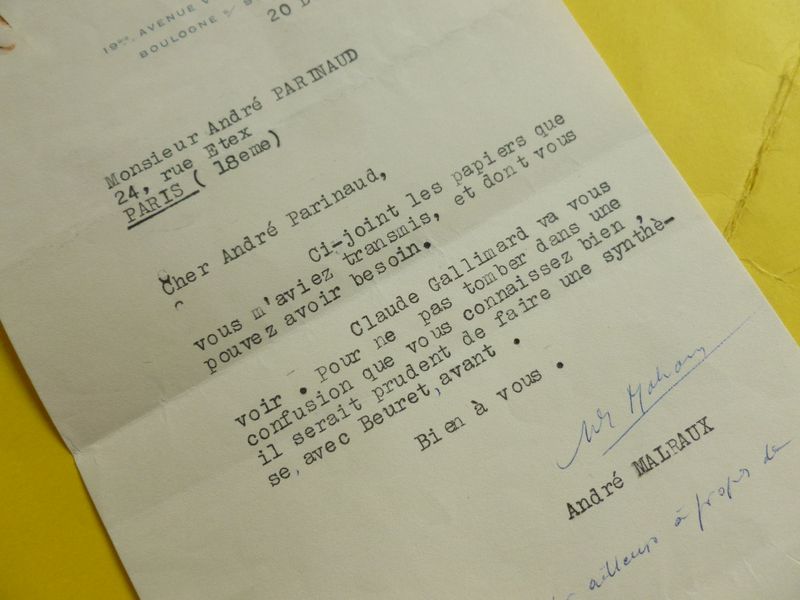 19bis, AVENUE V
BOULOGNE s/ S
20 D
Monsieur André PARINAUD
24, rue Etex
PARIS ( 18eme)
Cher André Parinaud,
Ci-joint les papiers que
vous m'aviez transmis, et dont vous
pouvez avoir besoin.
Claude Gallimard va vous
voir . Pour ne pas tomber dans une
confusion que vous connaissez bien ,
il serait prudent de faire une synthè-
se, avec Beuret, avant .
Bien à vous .
André MALRAUX
ailleurs à propos de